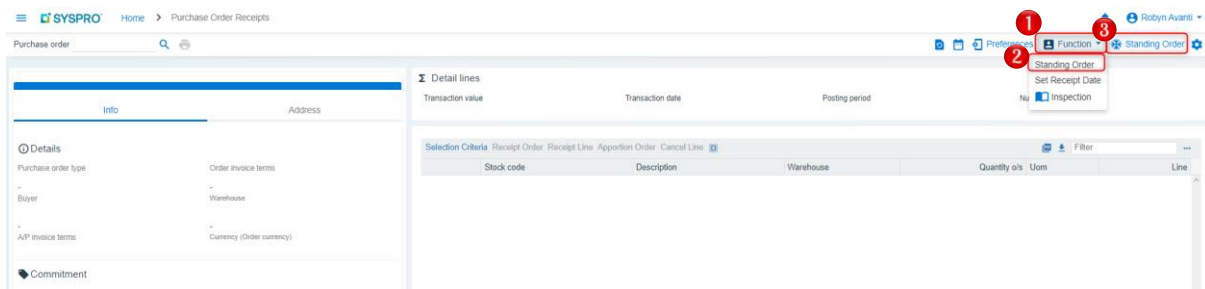 SYSPRO Home > Purchase Order Receipts
Robyn Avanti
1
3
Purchase order
Preferences Function Standing Order
2
Standing Order
Set Receipt Date
Inspection
Info Address
Σ Detail lines
Transaction value Transaction date Posting period
Details
Purchase order type Order invoice terms
Selection Criteria Receipt Order Receipt Line Apportion Order Cancel Line
Filter
Stock code Description Warehouse Quantity o/s Uom Line
- -
Buyer Warehouse
- -
A/P invoice terms Currency (Order currency)
Commitment